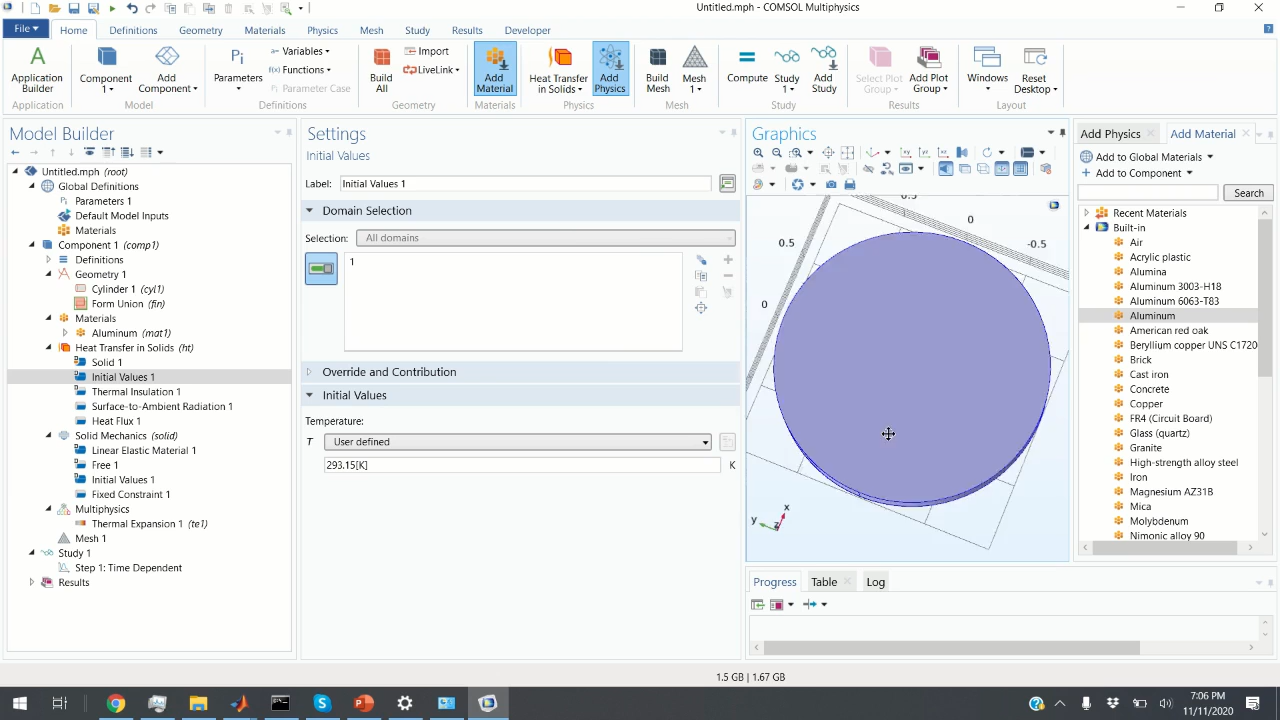 Untitled.mph - COMSOL Multiphysics
File
Home
Definitions
Geometry
Materials
Physics
Mesh
Study
Results
Developer
Application Builder
Component 1
Add Component
Pi
Parameters
a= Variables
f(x) Functions
Pi Parameter Case
Build All
Import
LiveLink
Add Material
Heat Transfer in Solids
Add Physics
Build Mesh
Mesh 1
Compute
Study 1
Add Study
Select Plot Group
Add Plot Group
Windows
Reset Desktop
Application
Model
Definitions
Geometry
Materials
Physics
Mesh
Study
Results
Layout
Model Builder
Untitled.mph (root)
Global Definitions
Pi Parameters 1
Default Model Inputs
Materials
Component 1 (comp1)
Definitions
Geometry 1
Cylinder 1 (cyl1)
Form Union (fin)
Materials
Aluminum (mat1)
Heat Transfer in Solids (ht)
Solid 1
Initial Values 1
Thermal Insulation 1
Surface-to-Ambient Radiation 1
Heat Flux 1
Solid Mechanics (solid)
Linear Elastic Material 1
Free 1
Initial Values 1
Fixed Constraint 1
Multiphysics
Thermal Expansion 1 (te1)
Mesh 1
Study 1
Step 1: Time Dependent
Results
Settings
Initial Values
Label: Initial Values 1
Domain Selection
Selection: All domains
1
Override and Contribution
Initial Values
Temperature:
T User defined
293.15[K] K
Graphics
0.5
0
0.5
-0.5
0
x
y
z
Progress
Table
Log
Add Physics
Add Material
Add to Global Materials
Add to Component
Search
Recent Materials
Built-in
Air
Acrylic plastic
Alumina
Aluminum 3003-H18
Aluminum 6063-T83
Aluminum
American red oak
Beryllium copper UNS C1720
Brick
Cast iron
Concrete
Copper
FR4 (Circuit Board)
Glass (quartz)
Granite
High-strength alloy steel
Iron
Magnesium AZ31B
Mica
Molybdenum
Nimonic alloy 90
1.5 GB | 1.67 GB
7:06 PM
11/11/2020